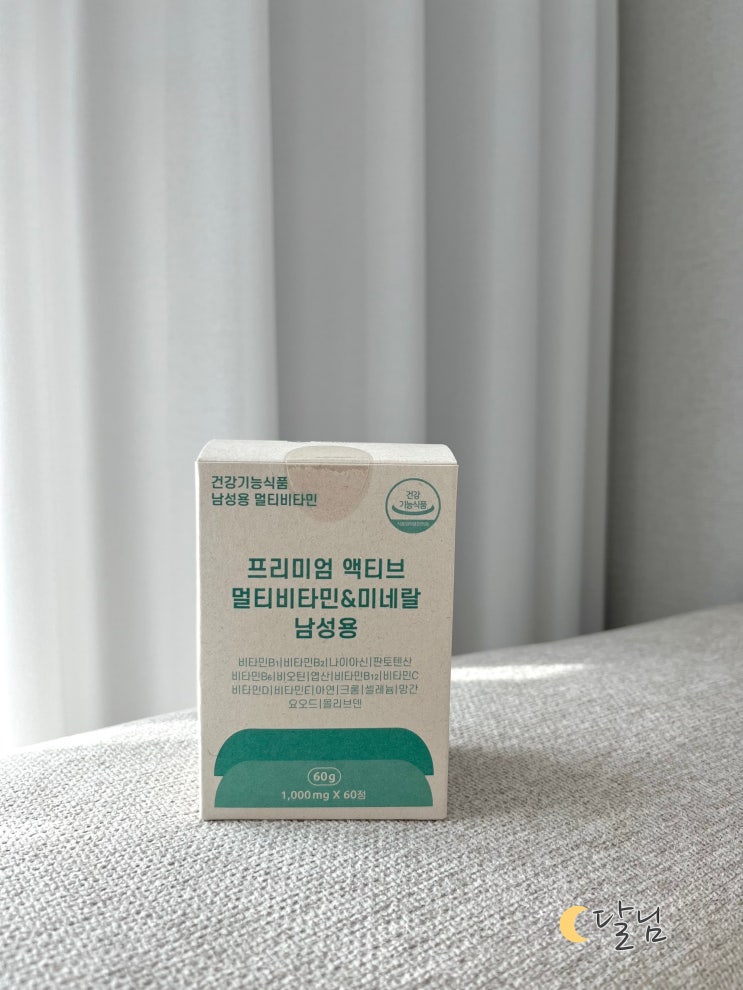 건강기능식품
남성용 멀티비타민
건강
기능식품
프리미엄 액티브
멀티비타민&미네랄
남성용
비타민B₁|비타민B₂|나이아신|판토텐산
비타민B₆|비오틴|엽산|비타민B₁₂|비타민C
비타민D|비타민E|아연|크롬|셀레늄|망간
요오드|몰리브덴
60g
1,000mg X 60정
달님